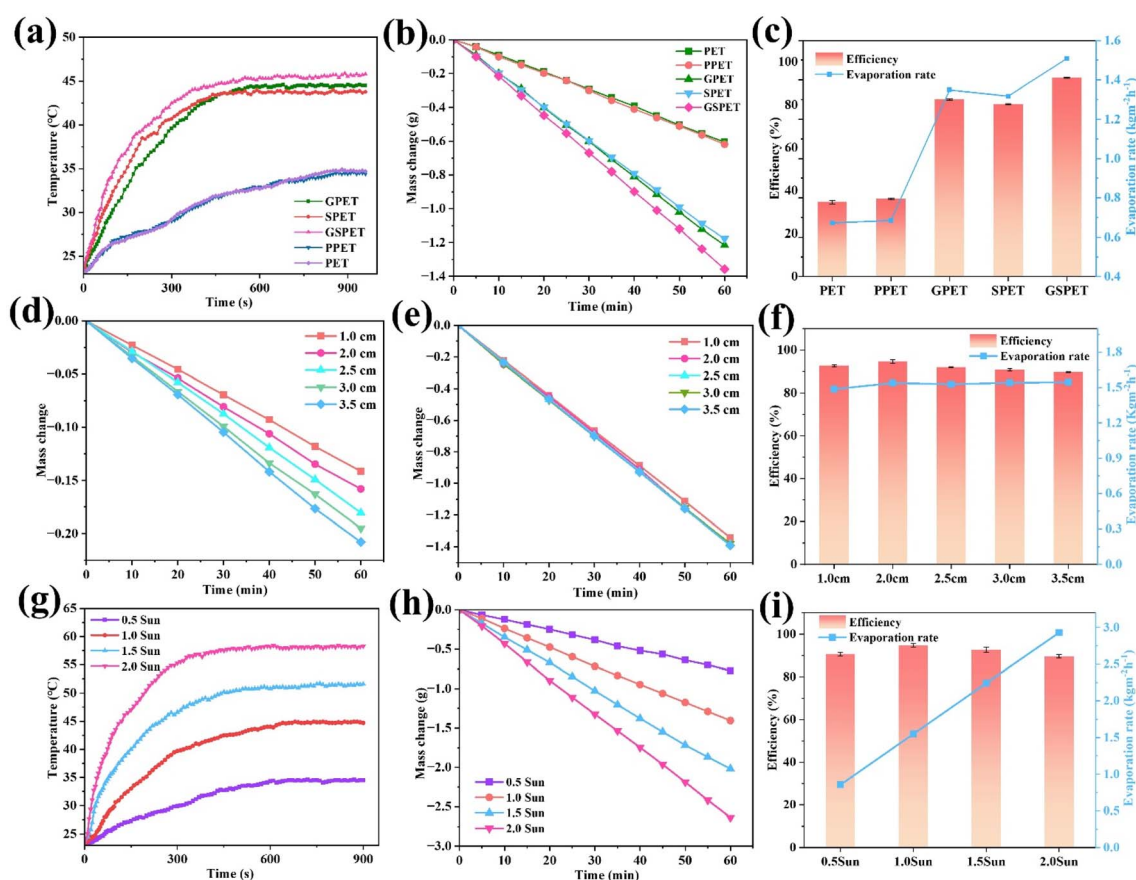 (a)
50
45
40
35
30
25
Temperature (°C)
GPET
SPET
GSPET
PPET
PET
0 300 600 900
Time (s)
(b)
0.0
−0.2
−0.4
−0.6
−0.8
−1.0
−1.2
−1.4
Mass change (g)
PET
PPET
GPET
SPET
GSPET
0 10 20 30 40 50 60
Time (min)
(c)
100
80
60
40
20
0
Efficiency (%)
Efficiency
Evaporation rate
1.6
1.4
1.2
1.0
0.8
0.6
0.4
Evaporation rate (kgm⁻²h⁻¹)
PET PPET GPET SPET GSPET
(d)
0.00
−0.05
−0.10
−0.15
−0.20
Mass change
1.0 cm
2.0 cm
2.5 cm
3.0 cm
3.5 cm
0 10 20 30 40 50 60
Time (min)
(e)
0.0
−0.2
−0.4
−0.6
−0.8
−1.0
−1.2
−1.4
Mass change
1.0 cm
2.0 cm
2.5 cm
3.0 cm
3.5 cm
0 10 20 30 40 50 60
Time (min)
(f)
100
80
60
40
20
0
Efficiency (%)
Efficiency
Evaporation rate
1.8
1.5
1.2
0.9
0.6
0.3
0.0
Evaporation rate (Kgm⁻²h⁻¹)
1.0cm 2.0cm 2.5cm 3.0cm 3.5cm
(g)
65
60
55
50
45
40
35
30
25
Temperature (°C)
0.5 Sun
1.0 Sun
1.5 Sun
2.0 Sun
0 300 600 900
Time (s)
(h)
0.0
−0.5
−1.0
−1.5
−2.0
−2.5
−3.0
Mass change (g)
0.5 Sun
1.0 Sun
1.5 Sun
2.0 Sun
0 10 20 30 40 50 60
Time (min)
(i)
100
80
60
40
20
0
Efficiency (%)
Efficiency
Evaporation rate
3.0
2.5
2.0
1.5
1.0
0.5
0.0
Evaporation rate (kgm⁻²h⁻¹)
0.5Sun 1.0Sun 1.5Sun 2.0Sun